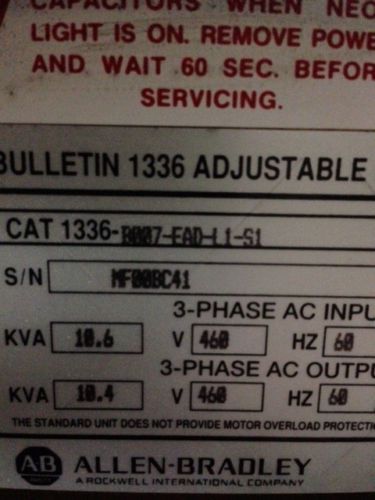 CAPACITORS WHEN NEO
LIGHT IS ON. REMOVE POWE
AND WAIT 60 SEC. BEFOR
SERVICING.
BULLETIN 1336 ADJUSTABLE
CAT 1336-B007-EAD-L1-S1
S/N MF00BC41
3-PHASE AC INPU
KVA 10.6 V 460 HZ 60
3-PHASE AC OUTPU
KVA 10.4 V 460 HZ 60
THE STANDARD UNIT DOES NOT PROVIDE MOTOR OVERLOAD PROTECTI
AB ALLEN-BRADLEY
A ROCKWELL INTERNATIONAL COMPANY